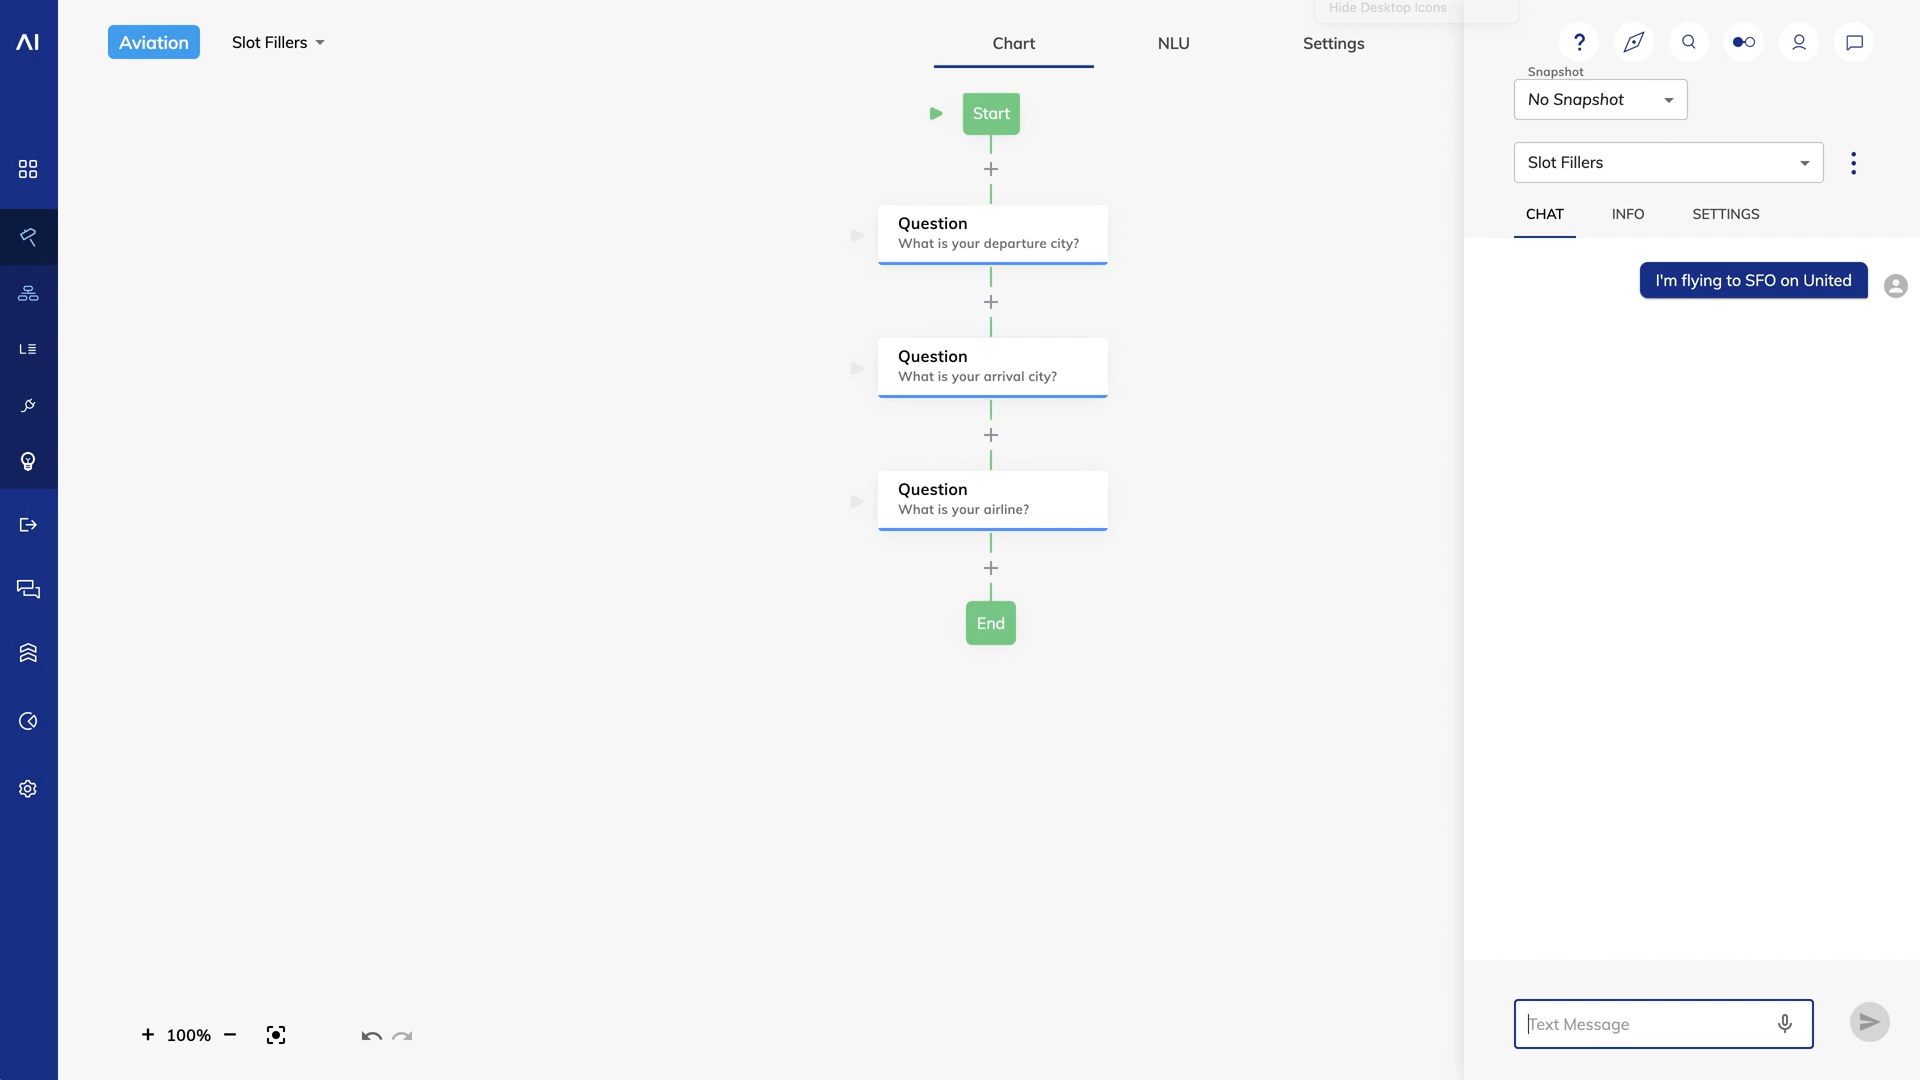 Hide Desktop Icons
AI
Aviation
Slot Fillers
Chart
NLU
Settings
?
Snapshot
No Snapshot
Slot Fillers
CHAT
INFO
SETTINGS
I'm flying to SFO on United
Start
Question
What is your departure city?
Question
What is your arrival city?
Question
What is your airline?
End
+ 100% −
Text Message